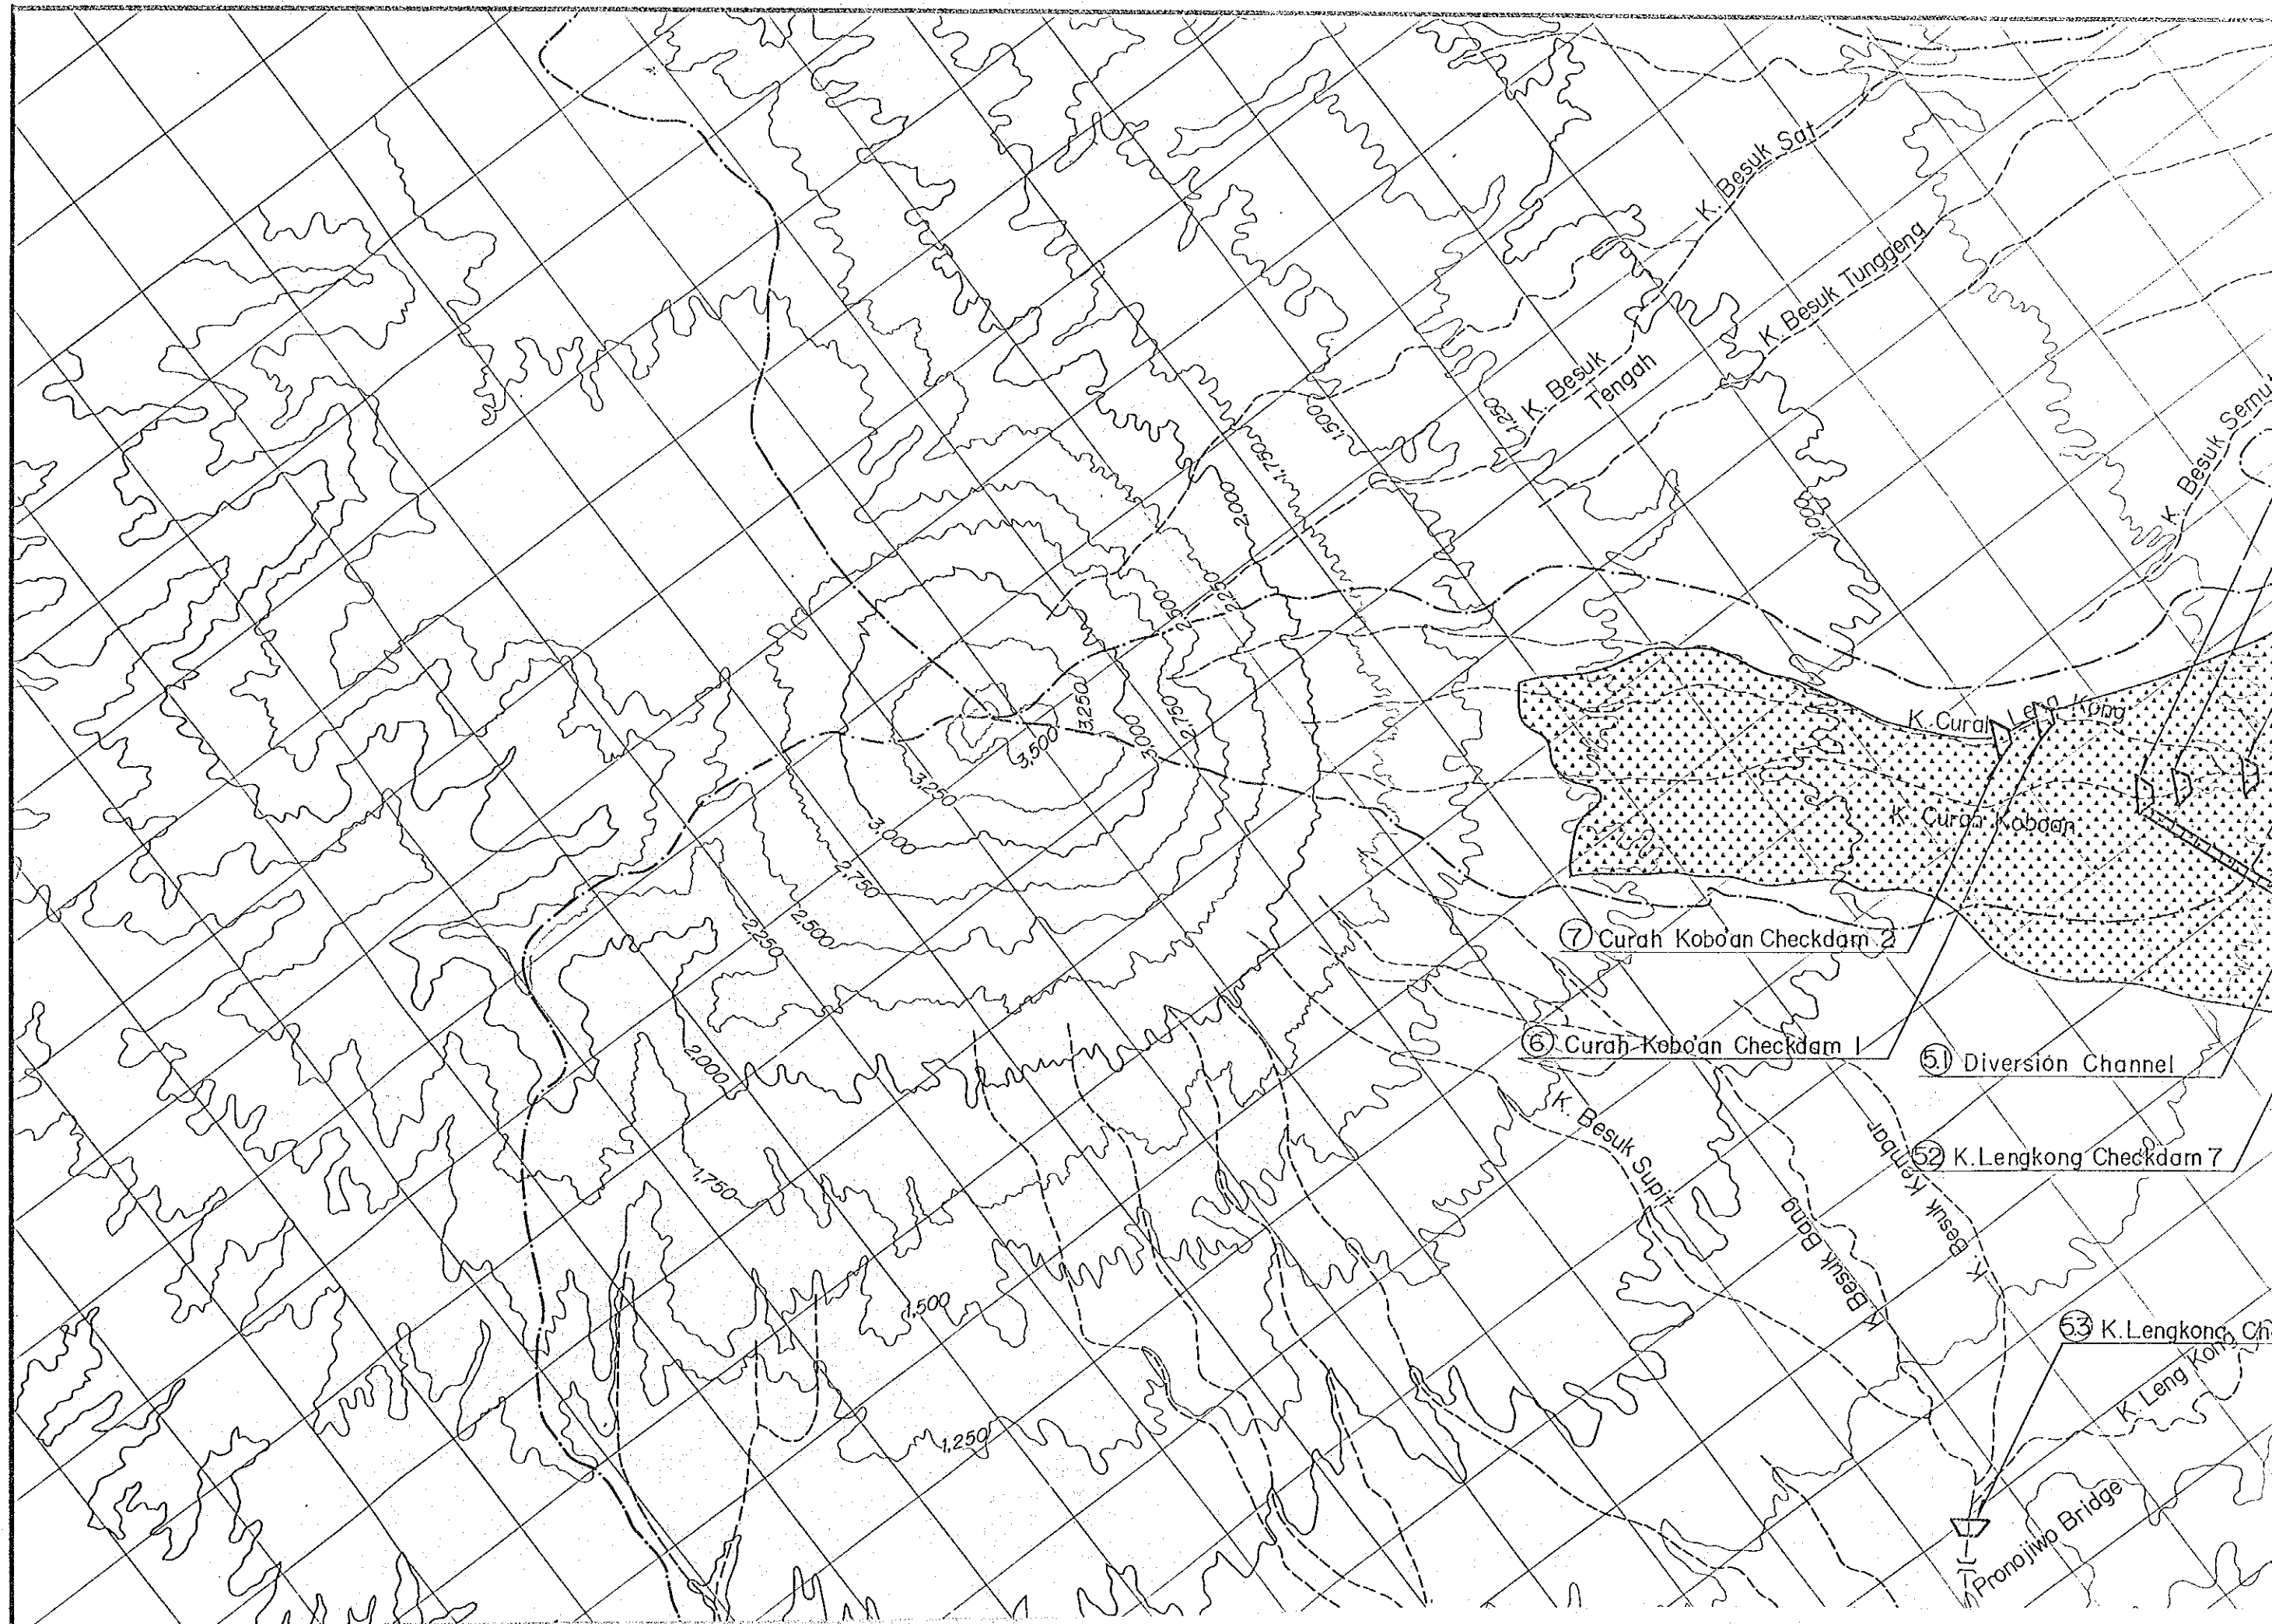 K. Besuk Sat
K. Besuk Tunggeng
K. Besuk
Tengah
K. Besuk
1,250
1,500
1,750
2,000
1,000
2,250
2,500
2,750
3,000
3,250
3,500
3,250
3,000
2,750
2,500
2,250
2,000
1,750
1,500
1,250
K. Curah Leng Kong
K. Curah Koboan
⑦ Curah Kobo'an Checkdam 2
⑥ Curah Kobo'an Checkdam 1
5.1 Diversion Channel
5.2 K.Lengkong Checkdam 7
K. Besuk Supit
K. Besuk Bang
K. Besuk Kembar
5.3 K.Lengkong
K. Leng Kong
Pronojiwo Bridge